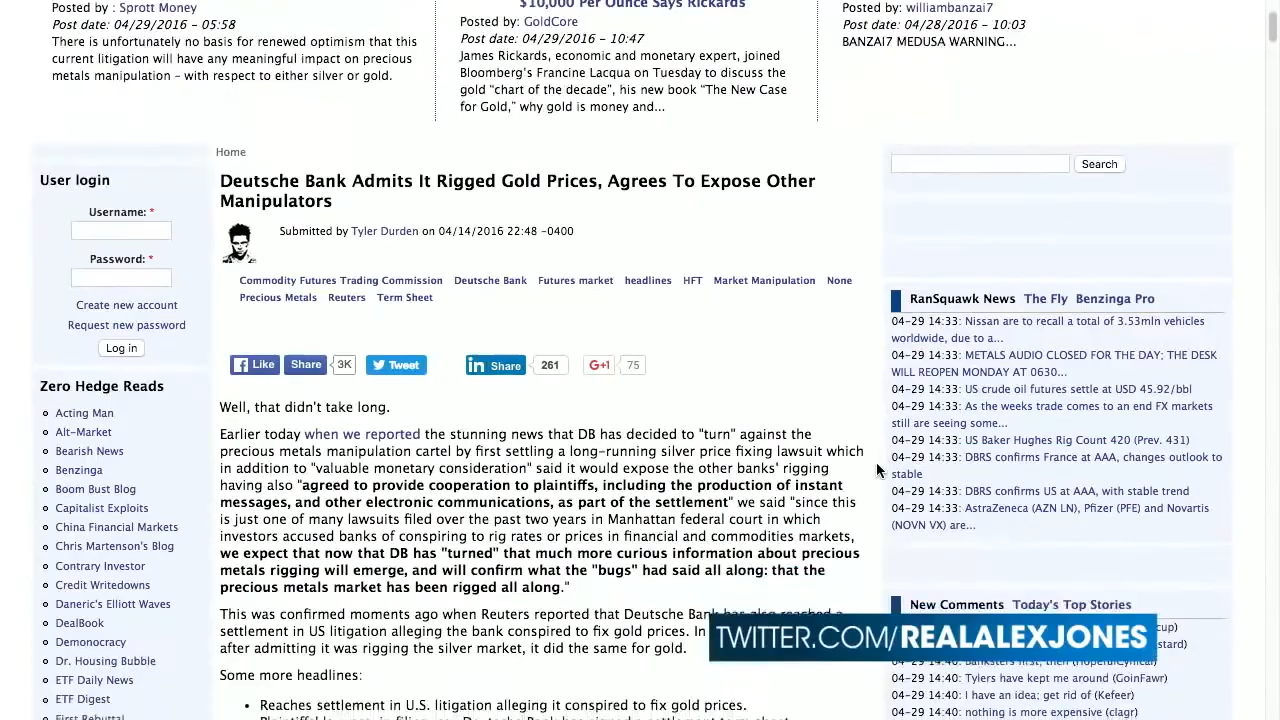 Posted by : Sprott Money
Post date: 04/29/2016 - 05:58
There is unfortunately no basis for renewed optimism that this
current litigation will have any meaningful impact on precious
metals manipulation – with respect to either silver or gold.
$10,000 Per Ounce Says Rickards
Posted by: GoldCore
Post date: 04/29/2016 - 10:47
James Rickards, economic and monetary expert, joined
Bloomberg’s Francine Lacqua on Tuesday to discuss the
gold “chart of the decade”, his new book “The New Case
for Gold,” why gold is money and...
Posted by: williambanzai7
Post date: 04/28/2016 - 10:03
BANZAI7 MEDUSA WARNING...
User login
Username: *
Password: *
Create new account
Request new password
Log in
Zero Hedge Reads
Acting Man
Alt-Market
Bearish News
Benzinga
Boom Bust Blog
Capitalist Exploits
China Financial Markets
Chris Martenson's Blog
Contrary Investor
Credit Writedowns
Daneric's Elliott Waves
DealBook
Demonocracy
Dr. Housing Bubble
ETF Daily News
ETF Digest
First Rebuttal
Home
Deutsche Bank Admits It Rigged Gold Prices, Agrees To Expose Other
Manipulators
Submitted by Tyler Durden on 04/14/2016 22:48 -0400
Commodity Futures Trading Commission Deutsche Bank Futures market headlines HFT Market Manipulation None
Precious Metals Reuters Term Sheet
Like Share 3K Tweet in Share 261 G+1 75
Well, that didn't take long.
Earlier today when we reported the stunning news that DB has decided to "turn" against the
precious metals manipulation cartel by first settling a long-running silver price fixing lawsuit which
in addition to "valuable monetary consideration" said it would expose the other banks' rigging
having also "agreed to provide cooperation to plaintiffs, including the production of instant
messages, and other electronic communications, as part of the settlement" we said "since this
is just one of many lawsuits filed over the past two years in Manhattan federal court in which
investors accused banks of conspiring to rig rates or prices in financial and commodities markets,
we expect that now that DB has "turned" that much more curious information about precious
metals rigging will emerge, and will confirm what the "bugs" had said all along: that the
precious metals market has been rigged all along."
This was confirmed moments ago when Reuters reported that Deutsche Bank has also reached a
settlement in US litigation alleging the bank conspired to fix gold prices. In
after admitting it was rigging the silver market, it did the same for gold.
Some more headlines:
Reaches settlement in U.S. litigation alleging it conspired to fix gold prices.
Search
RanSquawk News The Fly Benzinga Pro
04-29 14:33: Nissan are to recall a total of 3.53mln vehicles
worldwide, due to a...
04-29 14:33: METALS AUDIO CLOSED FOR THE DAY; THE DESK
WILL REOPEN MONDAY AT 0630...
04-29 14:33: US crude oil futures settle at USD 45.92/bbl
04-29 14:33: As the weeks trade comes to an end FX markets
still are seeing some...
04-29 14:33: US Baker Hughes Rig Count 420 (Prev. 431)
04-29 14:33: DBRS confirms France at AAA, changes outlook to
stable
04-29 14:33: DBRS confirms US at AAA, with stable trend
04-29 14:33: AstraZeneca (AZN LN), Pfizer (PFE) and Novartis
(NOVN VX) are...
New Comments Today's Top Stories
cup)
stard)
04-29 14:40: Banksters first, then (HopefulCynical)
04-29 14:40: Tylers have kept me around (GoinFawr)
04-29 14:40: I have an idea; get rid of (Kefeer)
04-29 14:40: nothing is more expensive (clagr)
TWITTER.COM/REALALEXJONES